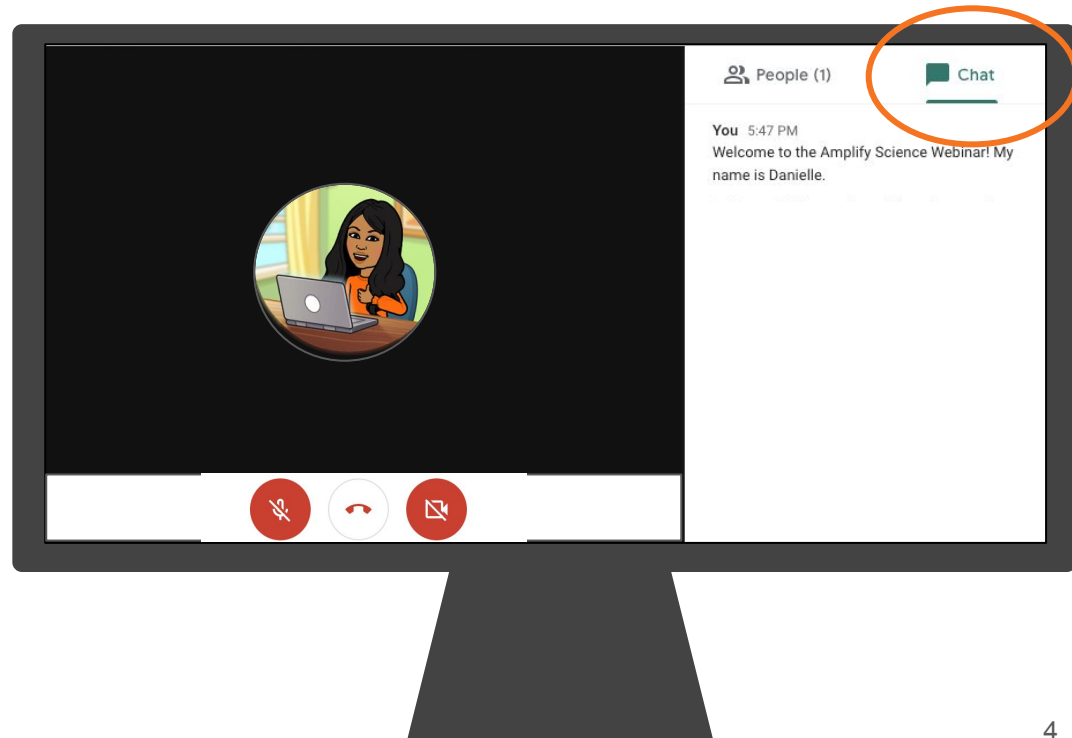 People (1)
Chat
You 5:47 PM
Welcome to the Amplify Science Webinar! My
name is Danielle.
4